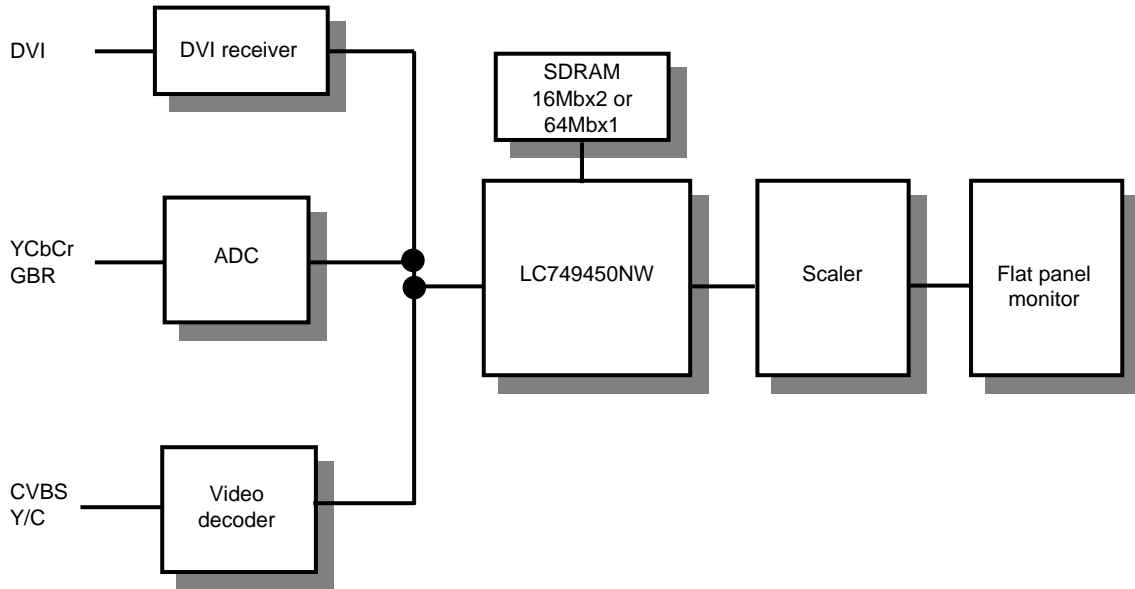 DVI
DVI receiver
SDRAM
16Mbx2 or
64Mbx1
YCbCr
GBR
ADC
LC749450NW
Scaler
Flat panel
monitor
CVBS
Y/C
Video
decoder